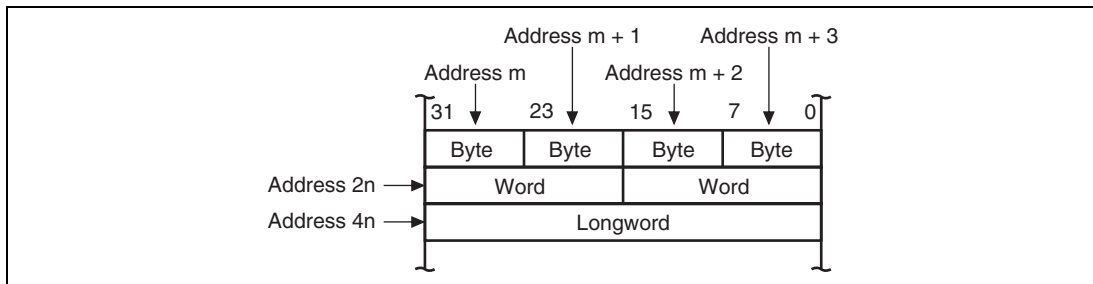 Address m + 1 Address m + 3
Address m Address m + 2
31 23 15 7 0
Byte Byte Byte Byte
Address 2n Word Word
Address 4n Longword